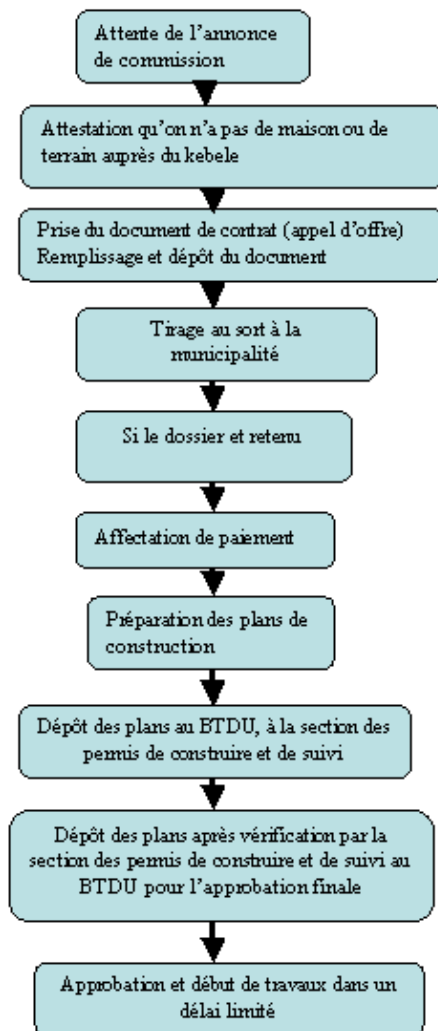 Attente de l'annonce
de commission
Attestation qu'on n'a pas de maison ou de
terrain auprès du kebele
Prise du document de contrat (appel d'offre)
Remplissage et dépôt du document
Tirage au sort à la
municipalité
Si le dossier et retenu
Affectation de paiement
Préparation des plans de
construction
Dépôt des plans au BTDU, à la section des
permis de construire et de suivi
Dépôt des plans après vérification par la
section des permis de construire et de suivi au
BTDU pour l'approbation finale
Approbation et début de travaux dans un
délai limité